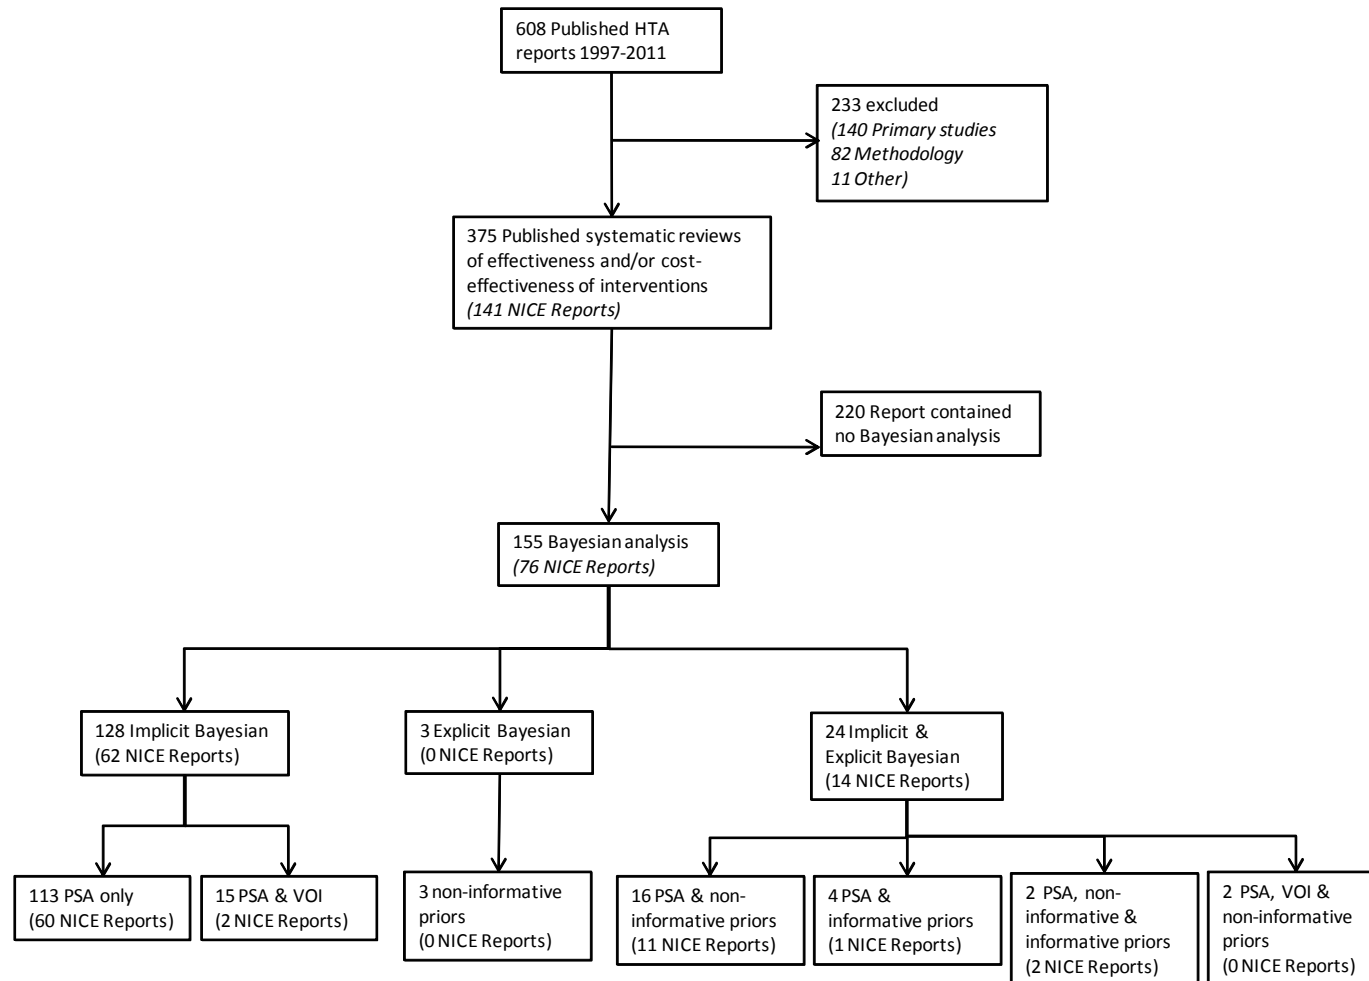 608 Published HTA
reports 1997-2011
233 excluded
(140 Primary studies
82 Methodology
11 Other)
375 Published systematic reviews
of effectiveness and/or cost-
effectiveness of interventions
(141 NICE Reports)
220 Report contained
no Bayesian analysis
155 Bayesian analysis
(76 NICE Reports)
128 Implicit Bayesian
(62 NICE Reports)
3 Explicit Bayesian
(0 NICE Reports)
24 Implicit &
Explicit Bayesian
(14 NICE Reports)
113 PSA only
(60 NICE Reports)
15 PSA & VOI
(2 NICE Reports)
3 non-informative
priors
(0 NICE Reports)
16 PSA & non-
informative priors
(11 NICE Reports)
4 PSA &
informative priors
(1 NICE Reports)
2 PSA, non-
informative &
informative priors
(2 NICE Reports)
2 PSA, VOI &
non-informative
priors
(0 NICE Reports)